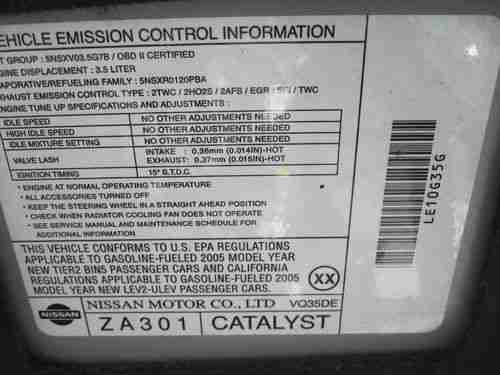 VEHICLE EMISSION CONTROL INFORMATION
ST GROUP : 5NSXV03.5G7B / OBD II CERTIFIED
ENGINE DISPLACEMENT : 3.5 LITER
EVAPORATIVE/REFUELING FAMILY : 5NSXR0120PBA
EXHAUST EMISSION CONTROL TYPE : 2TWC / 2HO2S / 2AFS / EGR / SFI / TWC
ENGINE TUNE UP SPECIFICATIONS AND ADJUSTMENTS :
IDLE SPEED NO OTHER ADJUSTMENTS NEEDED
HIGH IDLE SPEED NO OTHER ADJUSTMENTS NEEDED
IDLE MIXTURE SETTING NO OTHER ADJUSTMENTS NEEDED
VALVE LASH INTAKE : 0.36mm (0.014IN)-HOT
EXHAUST: 0.37mm (0.015IN)-HOT
IGNITION TIMING 15° B.T.D.C.
• ENGINE AT NORMAL OPERATING TEMPERATURE
• ALL ACCESSORIES TURNED OFF
• KEEP THE STEERING WHEEL IN A STRAIGHT AHEAD POSITION
• CHECK WHEN RADIATOR COOLING FAN DOES NOT OPERATE
• SEE SERVICE MANUAL AND MAINTENANCE SCHEDULE FOR
ADDITIONAL INSTRUCTIONS
THIS VEHICLE CONFORMS TO U.S. EPA REGULATIONS
APPLICABLE TO GASOLINE-FUELED 2005 MODEL YEAR
NEW TIER2 BIN5 PASSENGER CARS AND CALIFORNIA
REGULATIONS APPLICABLE TO GASOLINE-FUELED 2005
MODEL YEAR NEW LEV2-ULEV PASSENGER CARS.
XX
NISSAN
NISSAN MOTOR CO., LTD VQ35DE
ZA301 CATALYST
LE10G35G